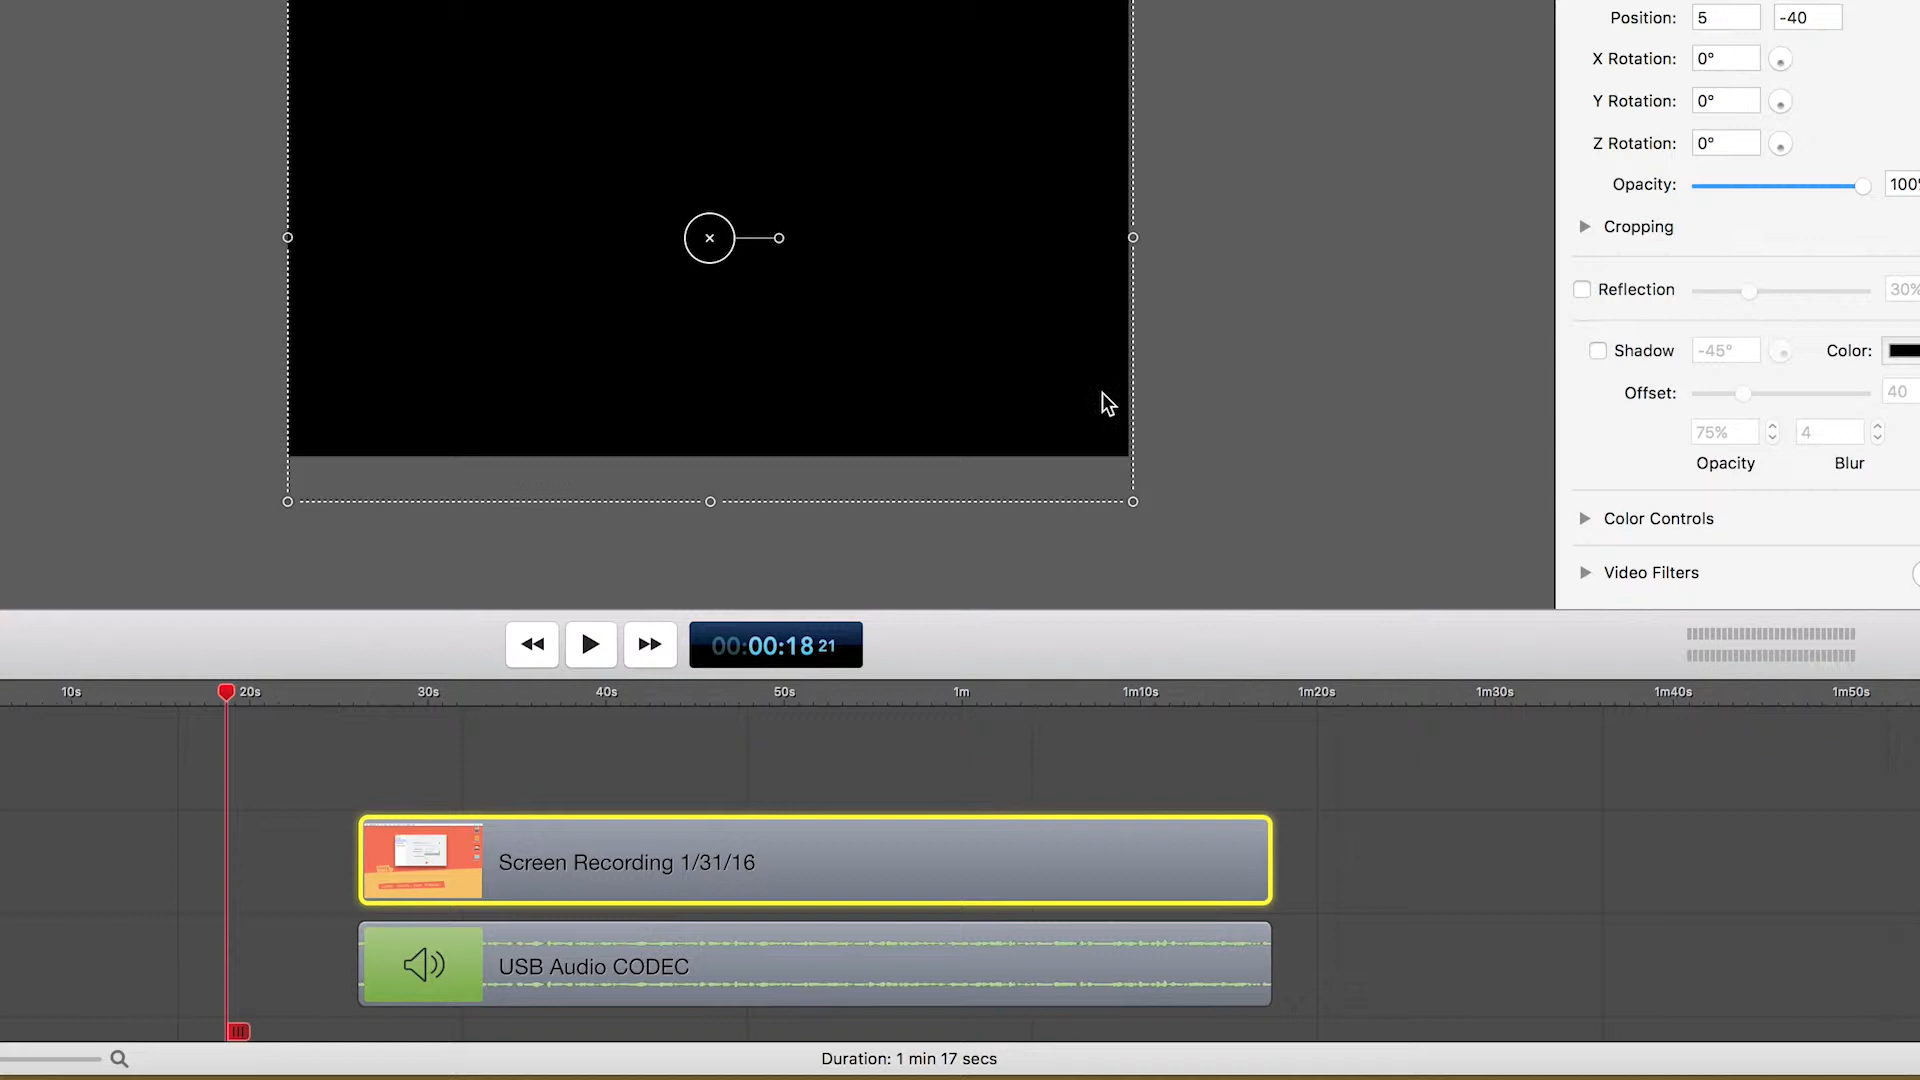 Position: 5 -40
X Rotation: 0°
Y Rotation: 0°
Z Rotation: 0°
Opacity: 100%
Cropping
Reflection 30%
Shadow -45° Color:
Offset: 40
75% 4
Opacity Blur
Color Controls
Video Filters
00:00:18 21
10s 20s 30s 40s 50s 1m 1m10s 1m20s 1m30s 1m40s 1m50s
Screen Recording 1/31/16
USB Audio CODEC
Duration: 1 min 17 secs